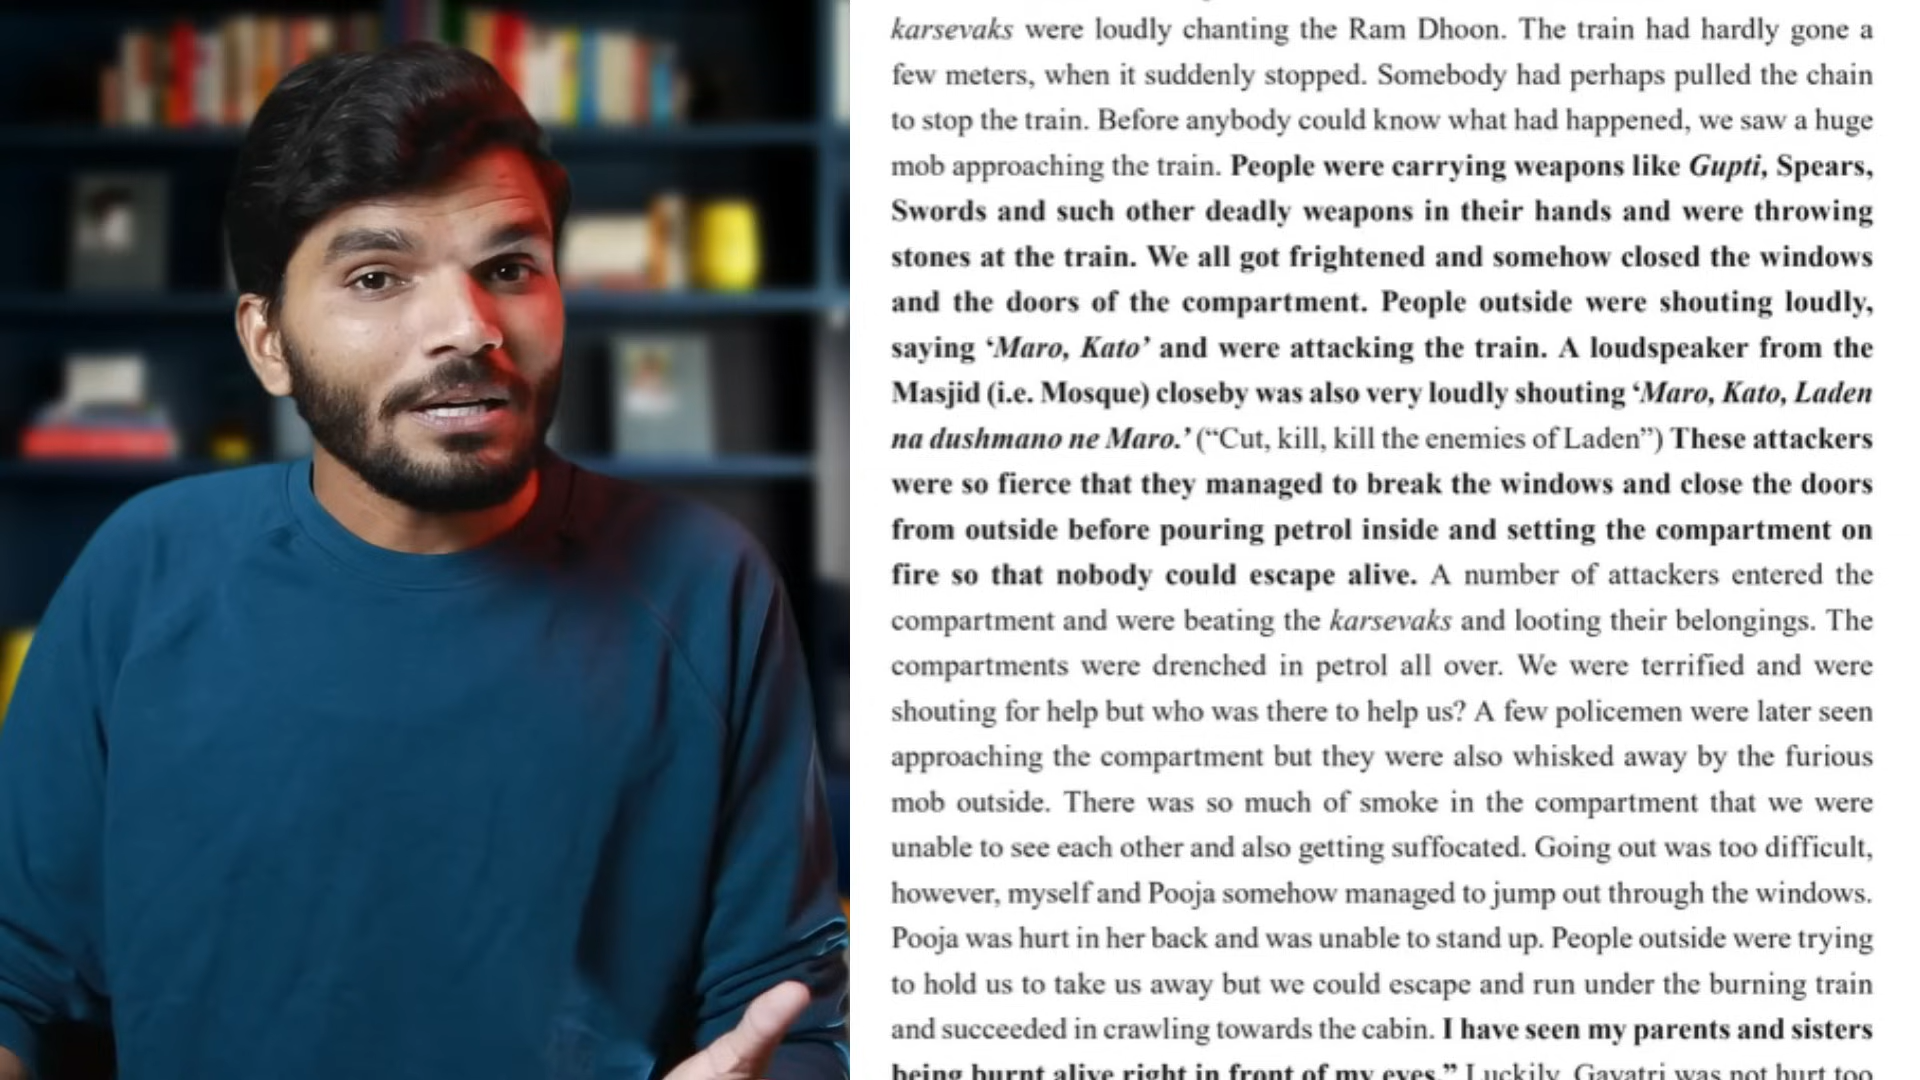 karsevaks were loudly chanting the Ram Dhoon. The train had hardly gone a
few meters, when it suddenly stopped. Somebody had perhaps pulled the chain
to stop the train. Before anybody could know what had happened, we saw a huge
mob approaching the train. People were carrying weapons like Gupti, Spears,
Swords and such other deadly weapons in their hands and were throwing
stones at the train. We all got frightened and somehow closed the windows
and the doors of the compartment. People outside were shouting loudly,
saying ‘Maro, Kato’ and were attacking the train. A loudspeaker from the
Masjid (i.e. Mosque) closeby was also very loudly shouting ‘Maro, Kato, Laden
na dushmano ne Maro.’ (“Cut, kill, kill the enemies of Laden”) These attackers
were so fierce that they managed to break the windows and close the doors
from outside before pouring petrol inside and setting the compartment on
fire so that nobody could escape alive. A number of attackers entered the
compartment and were beating the karsevaks and looting their belongings. The
compartments were drenched in petrol all over. We were terrified and were
shouting for help but who was there to help us? A few policemen were later seen
approaching the compartment but they were also whisked away by the furious
mob outside. There was so much of smoke in the compartment that we were
unable to see each other and also getting suffocated. Going out was too difficult,
however, myself and Pooja somehow managed to jump out through the windows.
Pooja was hurt in her back and was unable to stand up. People outside were trying
to hold us to take us away but we could escape and run under the burning train
and succeeded in crawling towards the cabin. I have seen my parents and sisters
being burnt alive right in front of my eyes.” Luckily, Gayatri was not hurt too